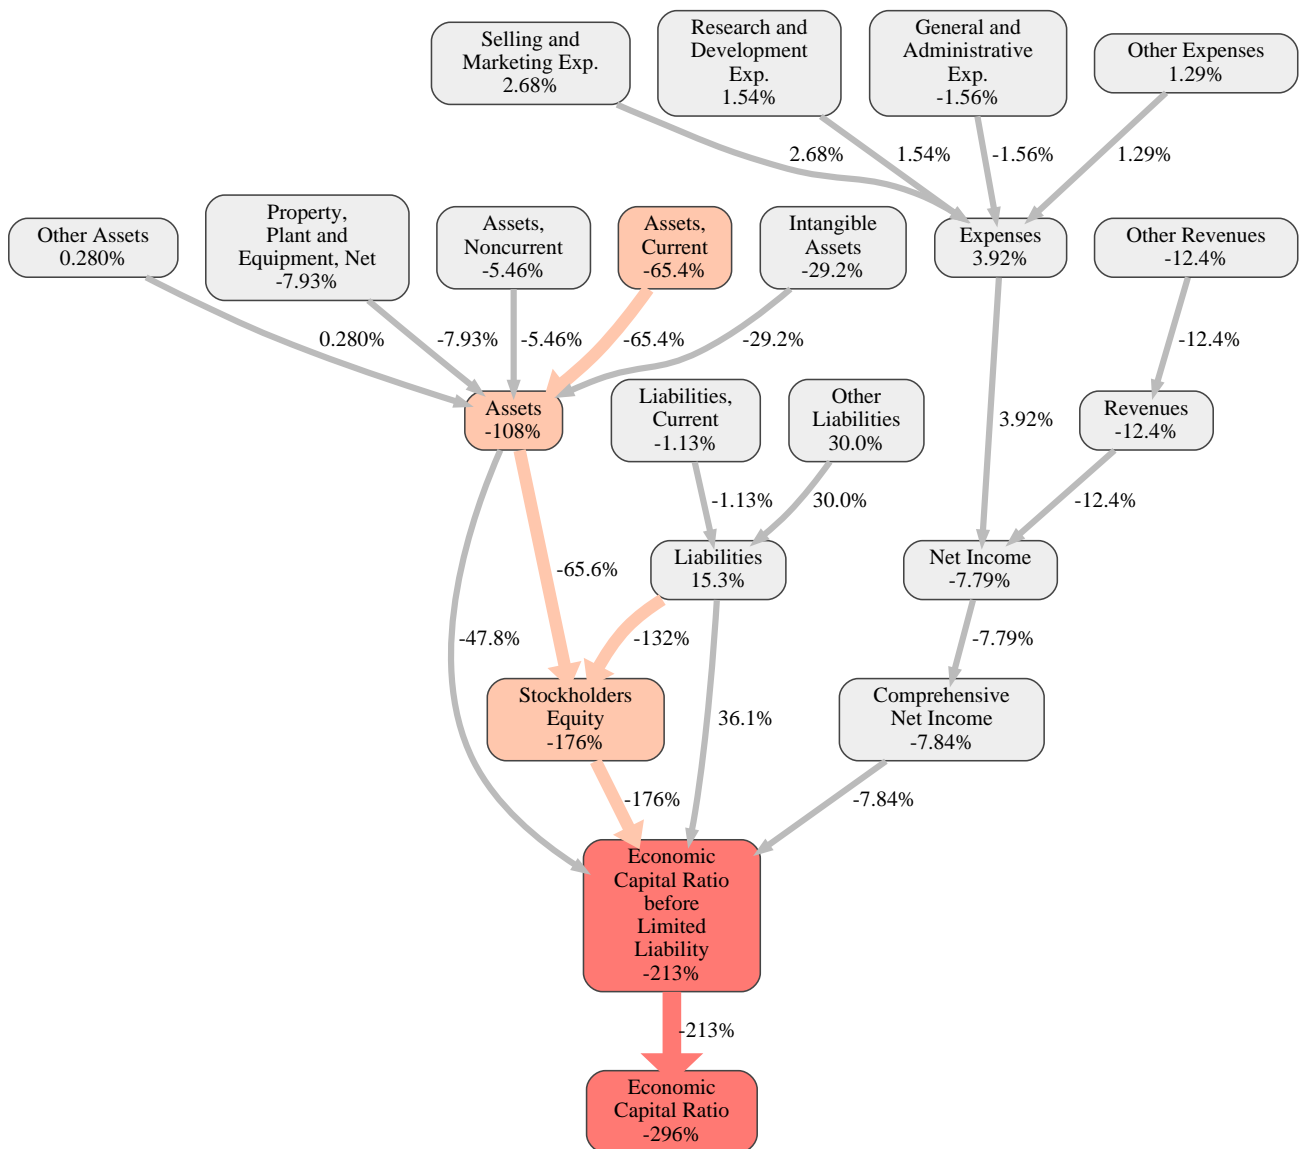 Selling and
Marketing Exp.
2.68%
Research and
Development
Exp.
1.54%
General and
Administrative
Exp.
-1.56%
Other Expenses
1.29%
2.68%
1.54%
-1.56%
1.29%
Other Assets
0.280%
Property,
Plant and
Equipment, Net
-7.93%
Assets,
Noncurrent
-5.46%
Assets,
Current
-65.4%
Intangible
Assets
-29.2%
Expenses
3.92%
Other Revenues
-12.4%
0.280%
-7.93%
-5.46%
-65.4%
-29.2%
-12.4%
Assets
-108%
Liabilities,
Current
-1.13%
Other
Liabilities
30.0%
3.92%
Revenues
-12.4%
-1.13%
30.0%
-12.4%
-65.6%
Liabilities
15.3%
Net Income
-7.79%
-47.8%
-132%
-7.79%
Stockholders
Equity
-176%
36.1%
Comprehensive
Net Income
-7.84%
-176%
-7.84%
Economic
Capital Ratio
before
Limited
Liability
-213%
-213%
Economic
Capital Ratio
-296%